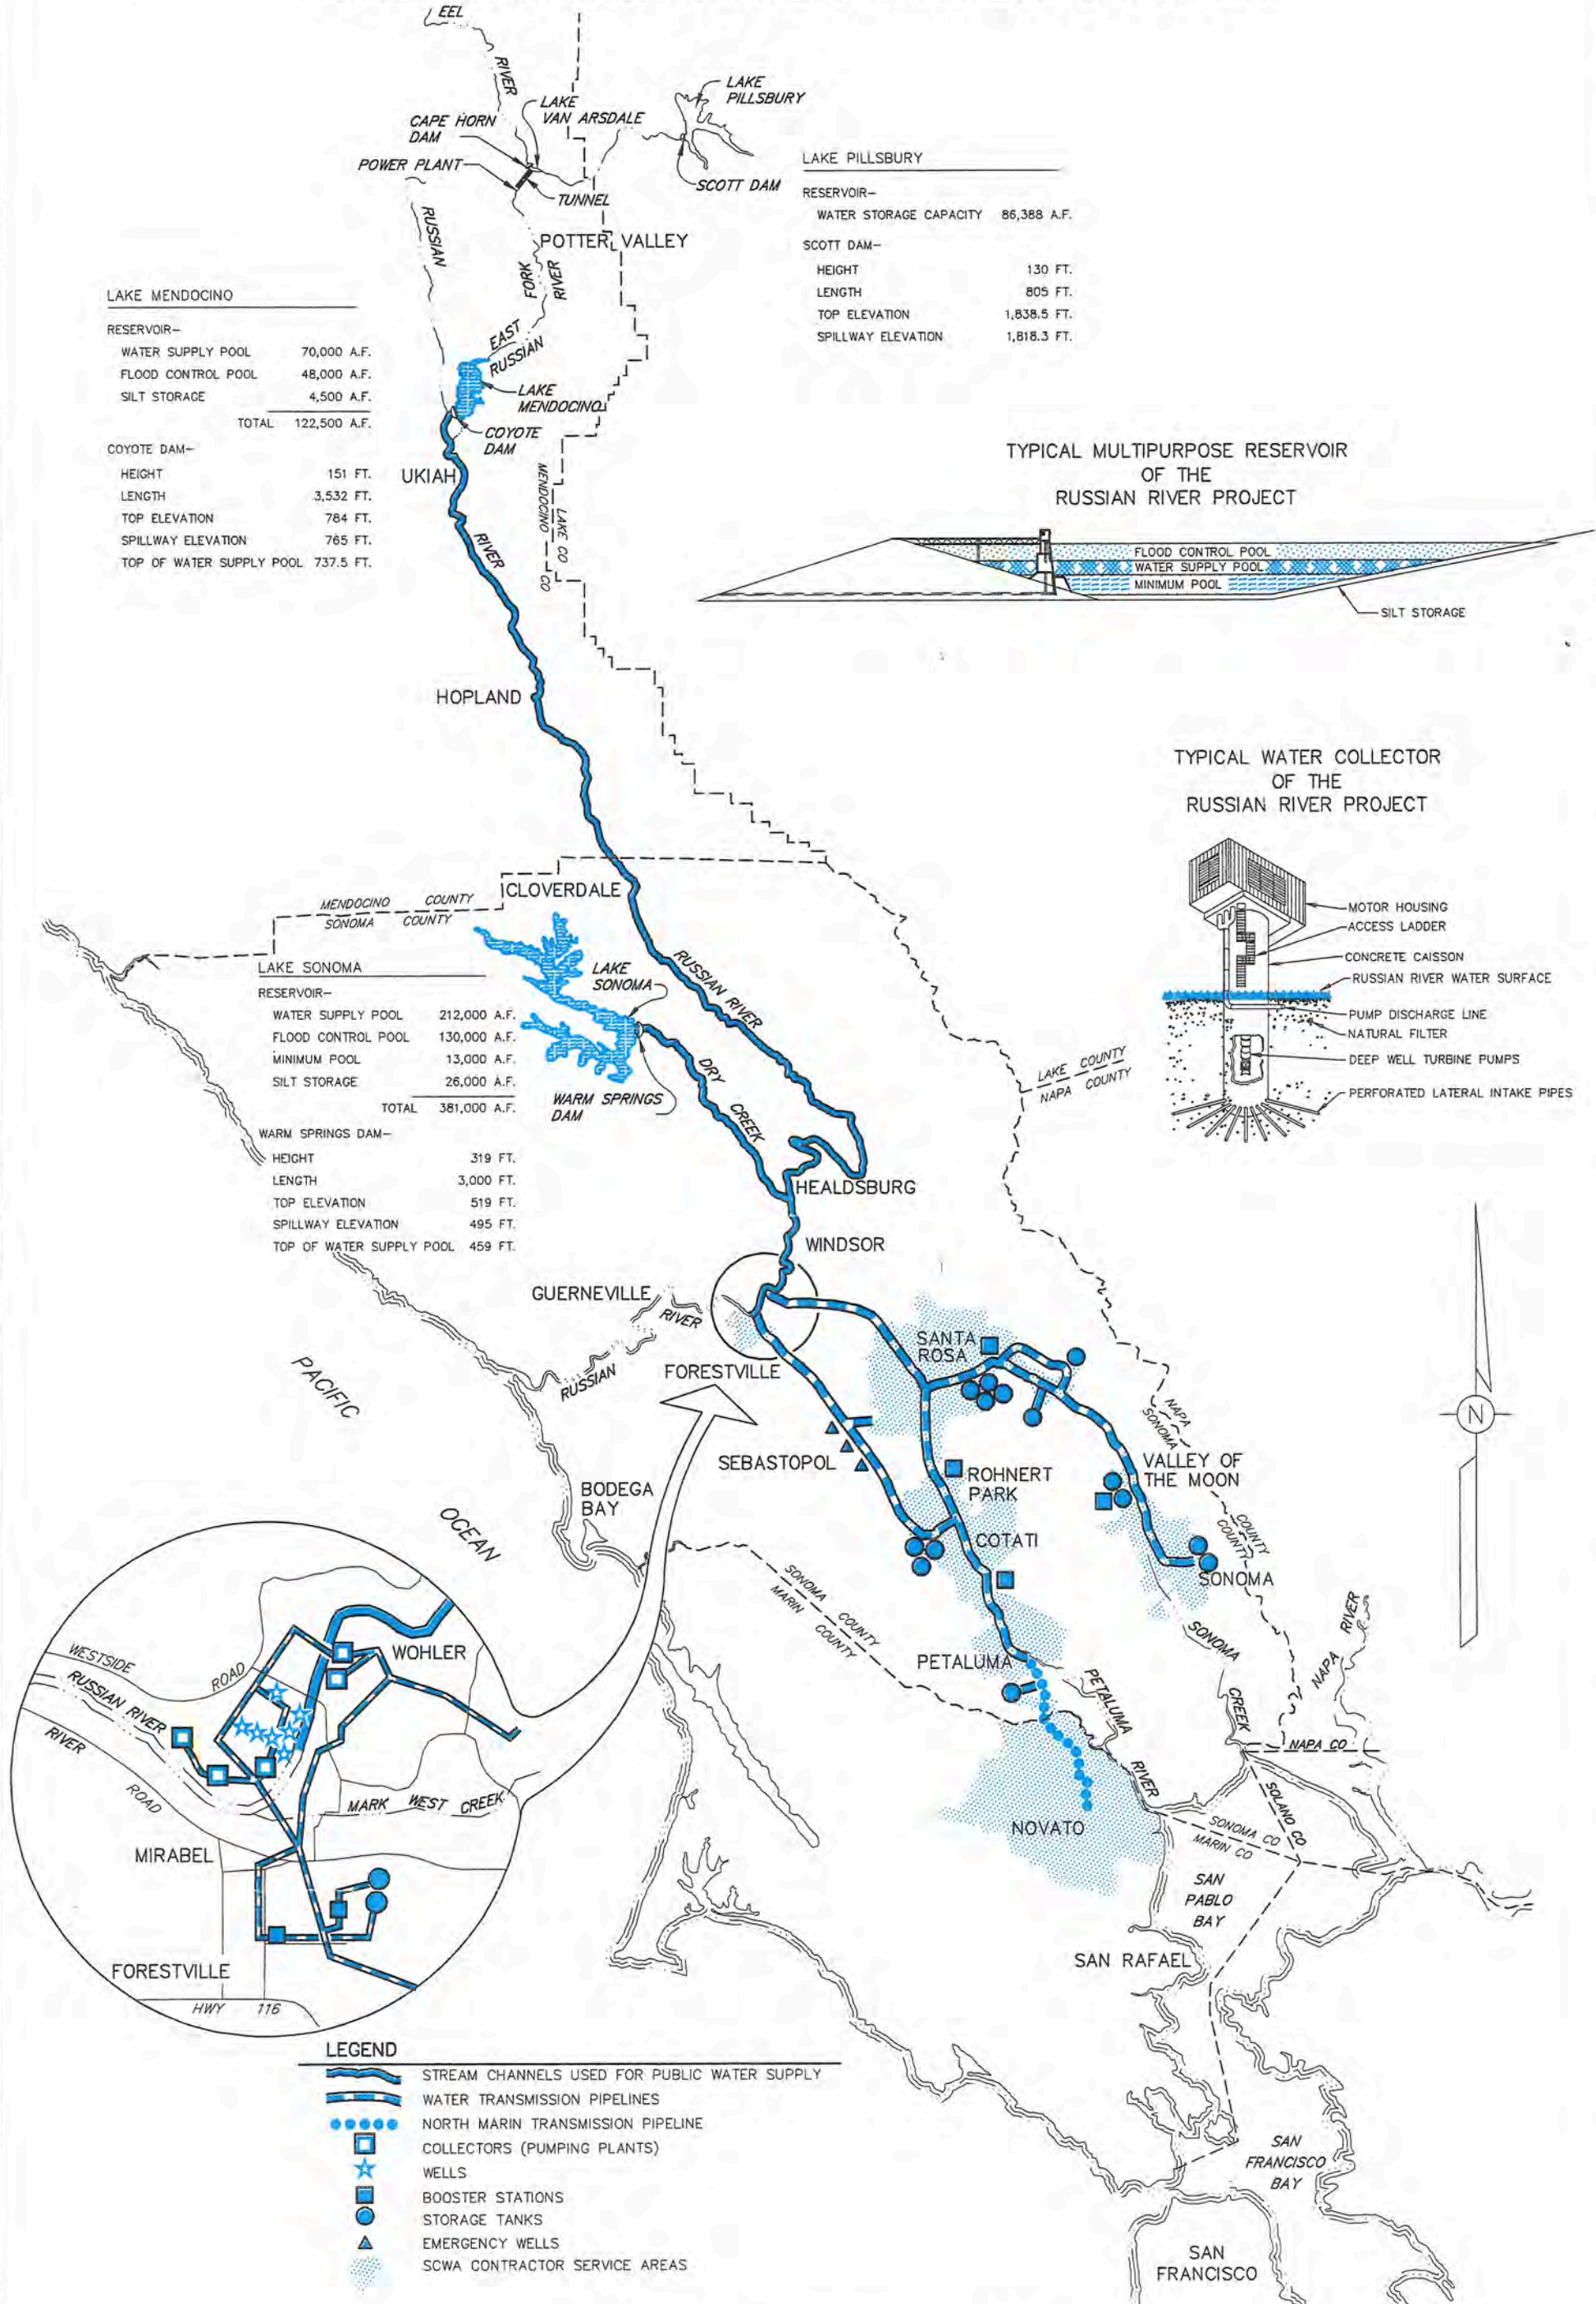 EEL
RIVER
LAKE
PILLSBURY
LAKE
VAN ARSDALE
CAPE HORN
DAM
POWER PLANT
TUNNEL
SCOTT DAM
LAKE PILLSBURY
RESERVOIR-
WATER STORAGE CAPACITY 86,388 A.F.
SCOTT DAM-
HEIGHT 130 FT.
LENGTH 805 FT.
TOP ELEVATION 1,838.5 FT.
SPILLWAY ELEVATION 1,818.3 FT.
RUSSIAN
POTTER VALLEY
FORK
RIVER
EAST
RUSSIAN
LAKE MENDOCINO
RESERVOIR-
WATER SUPPLY POOL 70,000 A.F.
FLOOD CONTROL POOL 48,000 A.F.
SILT STORAGE 4,500 A.F.
TOTAL 122,500 A.F.
COYOTE DAM-
HEIGHT 151 FT.
LENGTH 3,532 FT.
TOP ELEVATION 784 FT.
SPILLWAY ELEVATION 765 FT.
TOP OF WATER SUPPLY POOL 737.5 FT.
LAKE
MENDOCINO
COYOTE
DAM
UKIAH
RIVER
MENDOCINO CO
LAKE CO
TYPICAL MULTIPURPOSE RESERVOIR
OF THE
RUSSIAN RIVER PROJECT
FLOOD CONTROL POOL
WATER SUPPLY POOL
MINIMUM POOL
SILT STORAGE
HOPLAND
TYPICAL WATER COLLECTOR
OF THE
RUSSIAN RIVER PROJECT
MOTOR HOUSING
ACCESS LADDER
CONCRETE CAISSON
RUSSIAN RIVER WATER SURFACE
PUMP DISCHARGE LINE
NATURAL FILTER
DEEP WELL TURBINE PUMPS
PERFORATED LATERAL INTAKE PIPES
CLOVERDALE
MENDOCINO COUNTY
SONOMA COUNTY
LAKE SONOMA
RESERVOIR-
WATER SUPPLY POOL 212,000 A.F.
FLOOD CONTROL POOL 130,000 A.F.
MINIMUM POOL 13,000 A.F.
SILT STORAGE 26,000 A.F.
TOTAL 381,000 A.F.
WARM SPRINGS DAM-
HEIGHT 319 FT.
LENGTH 3,000 FT.
TOP ELEVATION 519 FT.
SPILLWAY ELEVATION 495 FT.
TOP OF WATER SUPPLY POOL 459 FT.
LAKE
SONOMA
RUSSIAN RIVER
DRY
CREEK
WARM SPRINGS
DAM
LAKE COUNTY
NAPA COUNTY
HEALDSBURG
WINDSOR
GUERNEVILLE
RIVER
RUSSIAN
FORESTVILLE
SANTA
ROSA
PACIFIC
OCEAN
NAPA
SONOMA
COUNTY
COUNTY
N
SEBASTOPOL
ROHNERT
PARK
VALLEY OF
THE MOON
BODEGA
BAY
COTATI
SONOMA
SONOMA COUNTY
MARIN COUNTY
SONOMA
CREEK
NAPA RIVER
PETALUMA
PETALUMA
RIVER
NAPA CO
SOLANO CO
SONOMA CO
MARIN CO
NOVATO
SAN
PABLO
BAY
SAN RAFAEL
WOHLER
WESTSIDE
ROAD
RUSSIAN RIVER
RIVER
ROAD
MARK WEST CREEK
MIRABEL
FORESTVILLE
HWY 116
LEGEND
STREAM CHANNELS USED FOR PUBLIC WATER SUPPLY
WATER TRANSMISSION PIPELINES
NORTH MARIN TRANSMISSION PIPELINE
COLLECTORS (PUMPING PLANTS)
WELLS
BOOSTER STATIONS
STORAGE TANKS
EMERGENCY WELLS
SCWA CONTRACTOR SERVICE AREAS
SAN
FRANCISCO
BAY
SAN
FRANCISCO